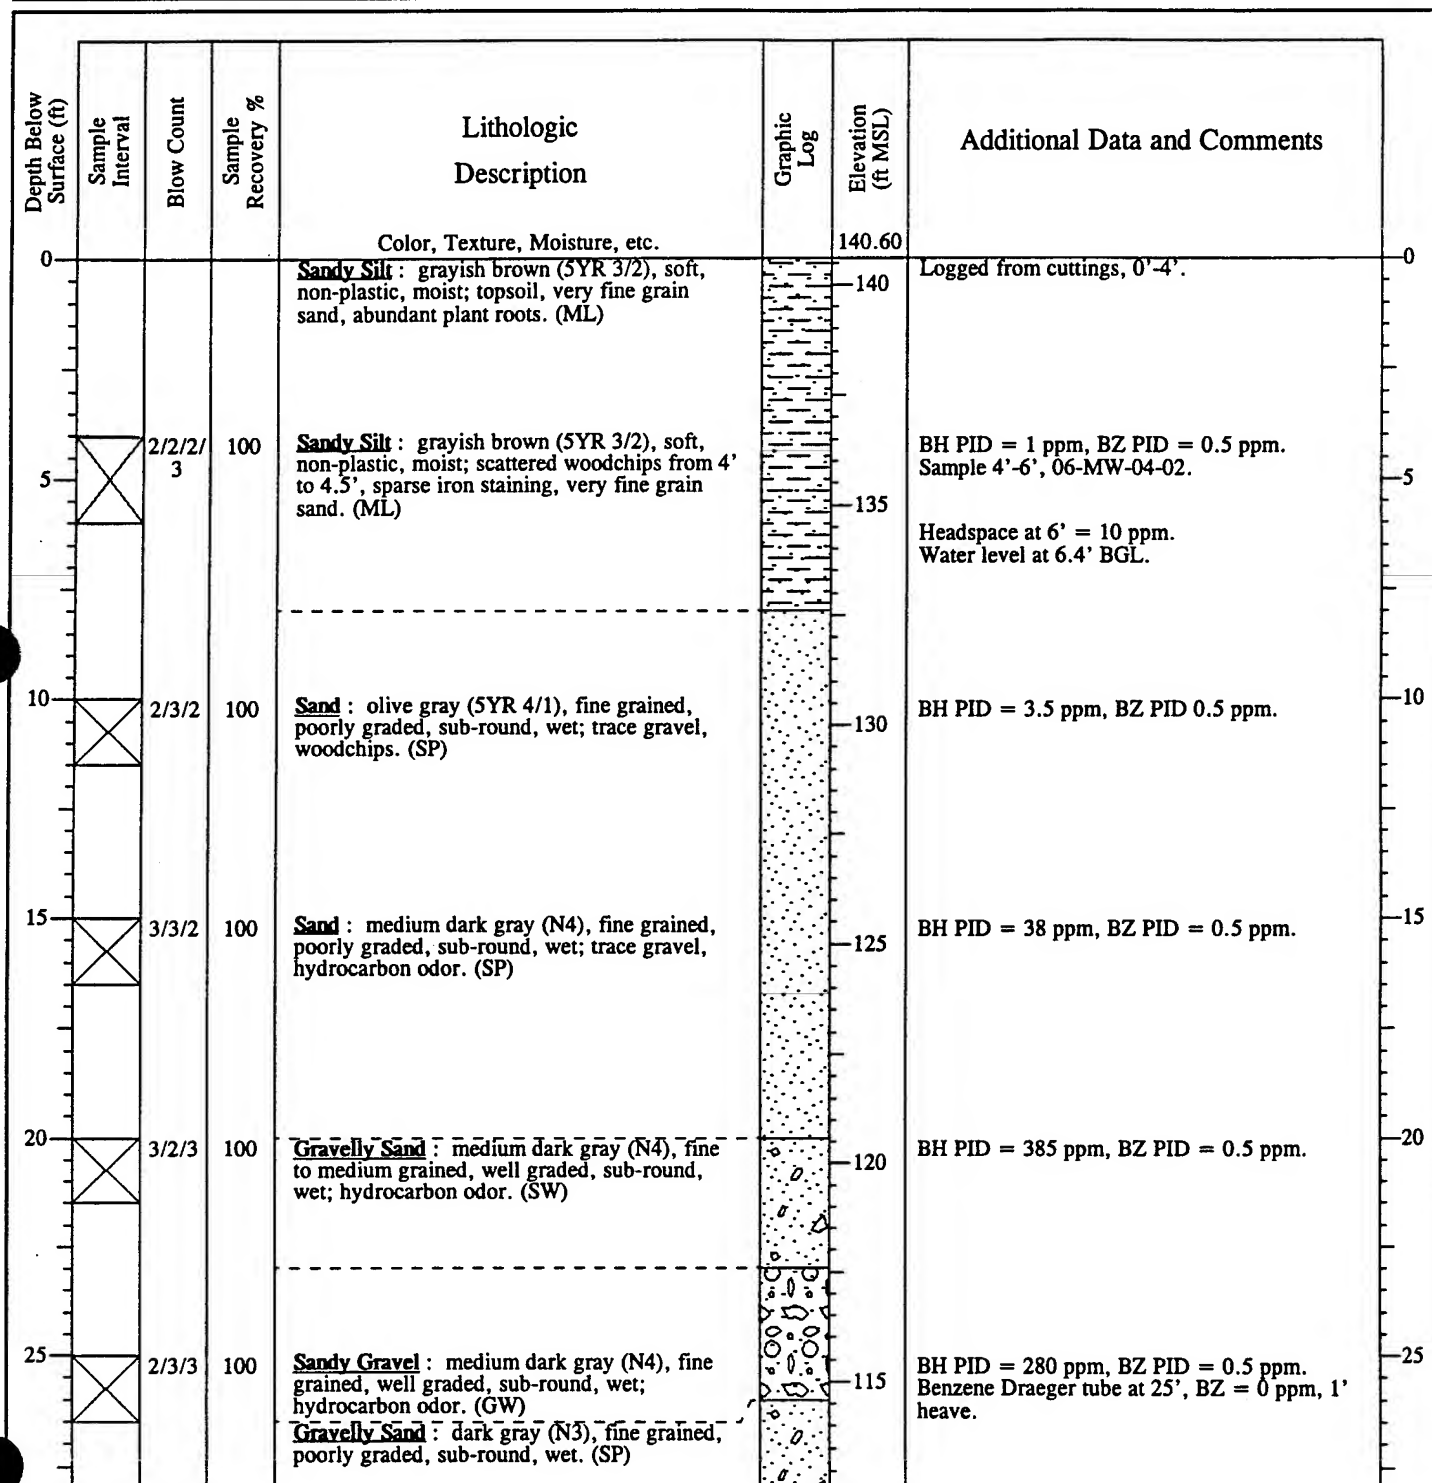 Depth Below
Surface (ft)
Sample
Interval
Blow Count
Sample
Recovery %
Lithologic
Description
Color, Texture, Moisture, etc.
Graphic
Log
Elevation
(ft MSL)
140.60
Additional Data and Comments
0
Sandy Silt : grayish brown (5YR 3/2), soft,
non-plastic, moist; topsoil, very fine grain
sand, abundant plant roots. (ML)
140
Logged from cuttings, 0'-4'.
0
2/2/2/
3
100
Sandy Silt : grayish brown (5YR 3/2), soft,
non-plastic, moist; scattered woodchips from 4'
to 4.5', sparse iron staining, very fine grain
sand. (ML)
BH PID = 1 ppm, BZ PID = 0.5 ppm.
Sample 4'-6', 06-MW-04-02.
5
135
5
Headspace at 6' = 10 ppm.
Water level at 6.4' BGL.
10
2/3/2
100
Sand : olive gray (5YR 4/1), fine grained,
poorly graded, sub-round, wet; trace gravel,
woodchips. (SP)
130
BH PID = 3.5 ppm, BZ PID 0.5 ppm.
10
15
3/3/2
100
Sand : medium dark gray (N4), fine grained,
poorly graded, sub-round, wet; trace gravel,
hydrocarbon odor. (SP)
125
BH PID = 38 ppm, BZ PID = 0.5 ppm.
15
20
3/2/3
100
Gravelly Sand : medium dark gray (N4), fine
to medium grained, well graded, sub-round,
wet; hydrocarbon odor. (SW)
120
BH PID = 385 ppm, BZ PID = 0.5 ppm.
20
25
2/3/3
100
Sandy Gravel : medium dark gray (N4), fine
grained, well graded, sub-round, wet;
hydrocarbon odor. (GW)
115
BH PID = 280 ppm, BZ PID = 0.5 ppm.
Benzene Draeger tube at 25', BZ = 0 ppm, 1'
heave.
25
Gravelly Sand : dark gray (N3), fine grained,
poorly graded, sub-round, wet. (SP)